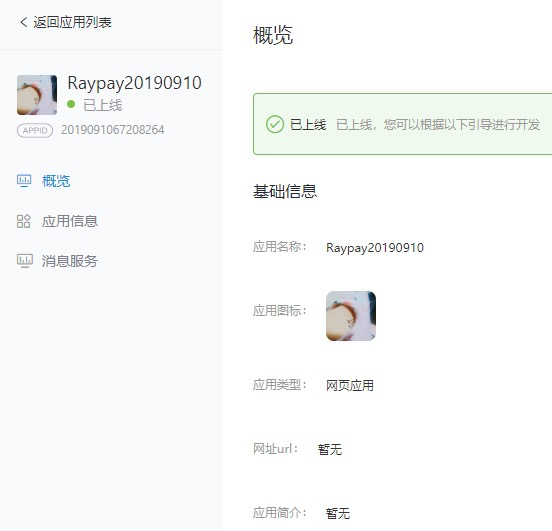 返回应用列表
Raypay20190910
已上线
APPID 2019091067208264
概览
应用信息
消息服务
概览
已上线 已上线，您可以根据以下引导进行开发
基础信息
应用名称： Raypay20190910
应用图标：
应用类型： 网页应用
网址url： 暂无
应用简介： 暂无